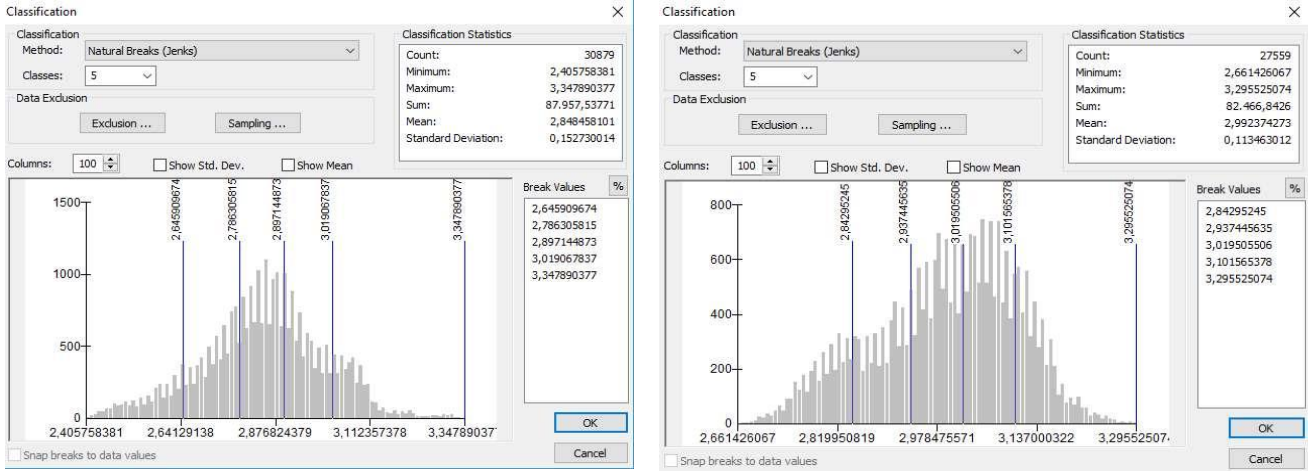 Classification
Classification
Method: Natural Breaks (Jenks)
Classes: 5
Data Exclusion
Exclusion ...
Sampling ...
Classification Statistics
Count: 30879
Minimum: 2,405758381
Maximum: 3,347890377
Sum: 87.957,53771
Mean: 2,848458101
Standard Deviation: 0,152730014
Columns: 100
Show Std. Dev.
Show Mean
Break Values
%
2,645909674
2,786305815
2,897144873
3,019067837
3,347890377
1500
1000
500
0
2,645909674
2,786305815
2,897144873
3,019067837
3,347890377
2,405758381 2,64129138 2,876824379 3,112357378 3,34789037
OK
Snap breaks to data values
Cancel
Classification
Classification
Method: Natural Breaks (Jenks)
Classes: 5
Data Exclusion
Exclusion ...
Sampling ...
Classification Statistics
Count: 27559
Minimum: 2,661426067
Maximum: 3,295525074
Sum: 82.466,8426
Mean: 2,992374273
Standard Deviation: 0,113463012
Columns: 100
Show Std. Dev.
Show Mean
Break Values
%
2,84295245
2,937445635
3,019505506
3,101565378
3,295525074
800
600
400
200
0
2,84295245
2,937445635
3,019505506
3,101565378
3,295525074
2,661426067 2,819950819 2,978475571 3,137000322 3,295525074
OK
Snap breaks to data values
Cancel